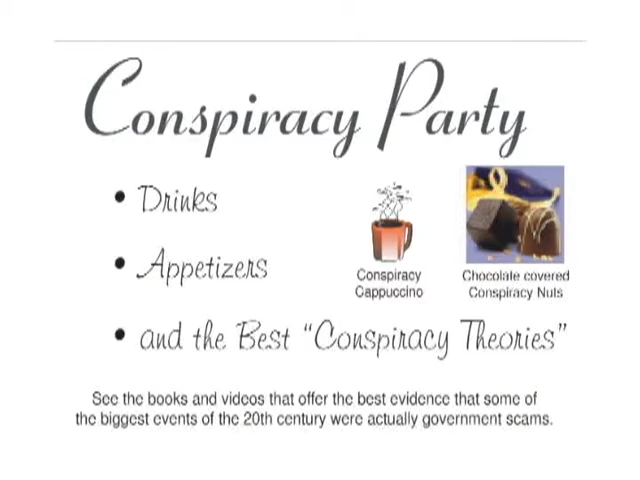 Conspiracy Party
• Drinks
• Appetizers
Conspiracy
Cappuccino
Chocolate covered
Conspiracy Nuts
• and the Best “Conspiracy Theories”
See the books and videos that offer the best evidence that some of
the biggest events of the 20th century were actually government scams.